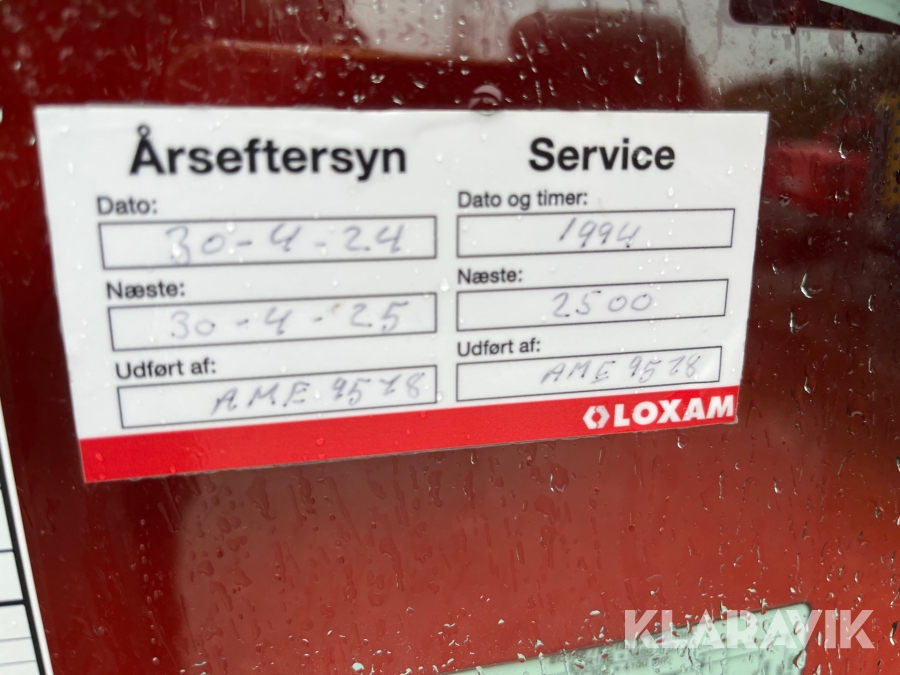 Årseftersyn
Dato:
30-4-24
Næste:
30-4-25
Udført af:
AME 9578
Service
Dato og timer:
1994
Næste:
2500
Udført af:
AME 9578
LOXAM
KLARAVIK